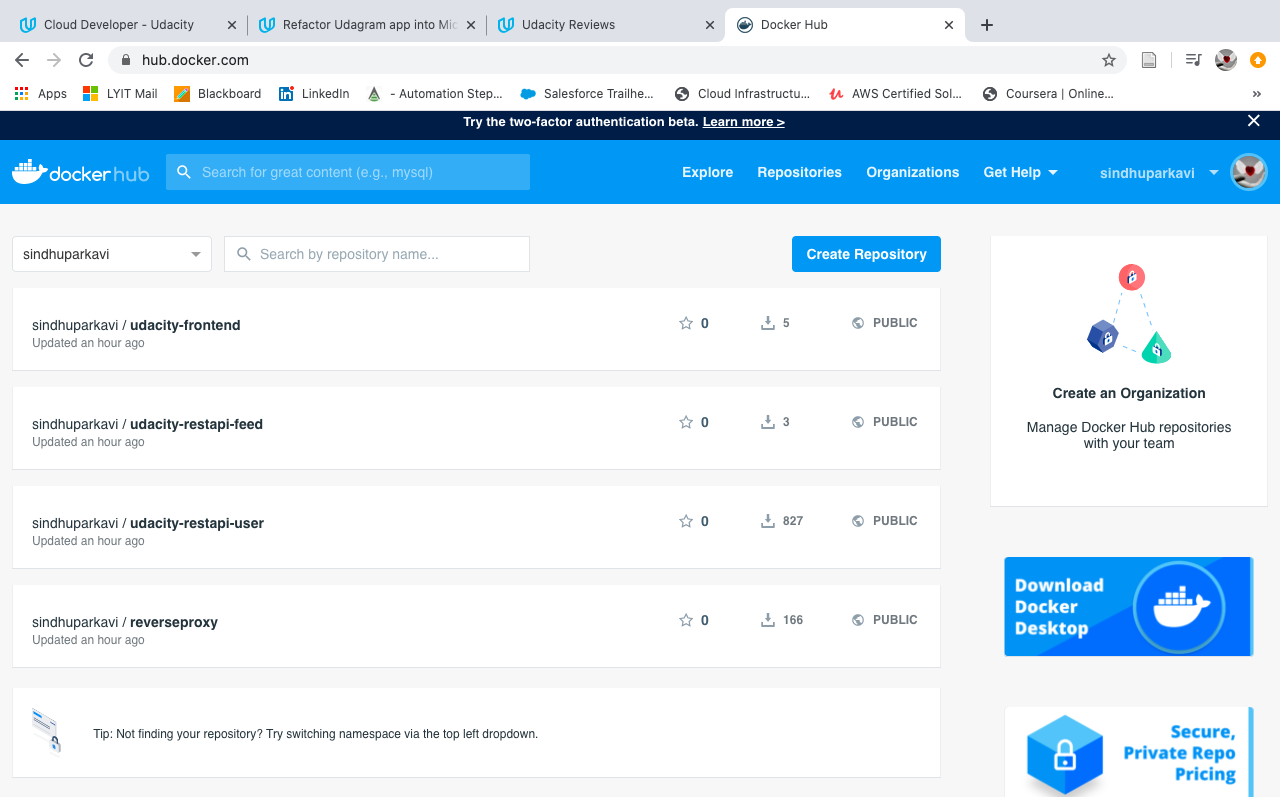 Cloud Developer - Udacity
Refactor Udagram app into Mic
Udacity Reviews
Docker Hub
hub.docker.com
Apps
LYIT Mail
Blackboard
LinkedIn
- Automation Step...
Salesforce Trailhe...
Cloud Infrastructu...
AWS Certified Sol...
Coursera | Online...
»
Try the two-factor authentication beta. Learn more >
docker hub
Search for great content (e.g., mysql)
Explore
Repositories
Organizations
Get Help
sindhuparkavi
sindhuparkavi
Search by repository name...
Create Repository
sindhuparkavi / udacity-frontend
Updated an hour ago
0
5
PUBLIC
sindhuparkavi / udacity-restapi-feed
Updated an hour ago
0
3
PUBLIC
sindhuparkavi / udacity-restapi-user
Updated an hour ago
0
827
PUBLIC
sindhuparkavi / reverseproxy
Updated an hour ago
0
166
PUBLIC
Tip: Not finding your repository? Try switching namespace via the top left dropdown.
Create an Organization
Manage Docker Hub repositories
with your team
Download
Docker
Desktop
Secure,
Private Repo
Pricing